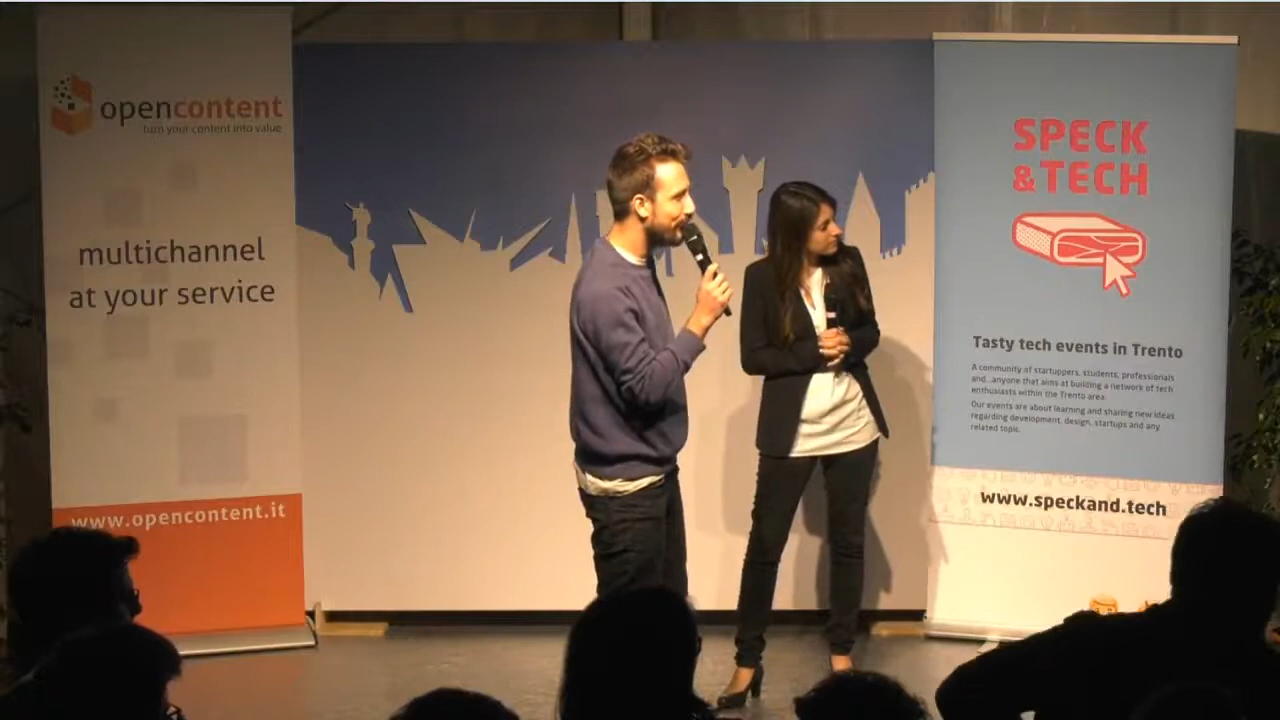 opencontent
turn your content into value
multichannel
at your service
www.opencontent.it
SPECK
&TECH
Tasty tech events in Trento
A community of startuppers, students, professionals
and...anyone that aims at building a network of tech
enthusiasts within the Trento area.
Our events are about learning and sharing new ideas
regarding development, design, startups and any
related topic.
www.speckand.tech